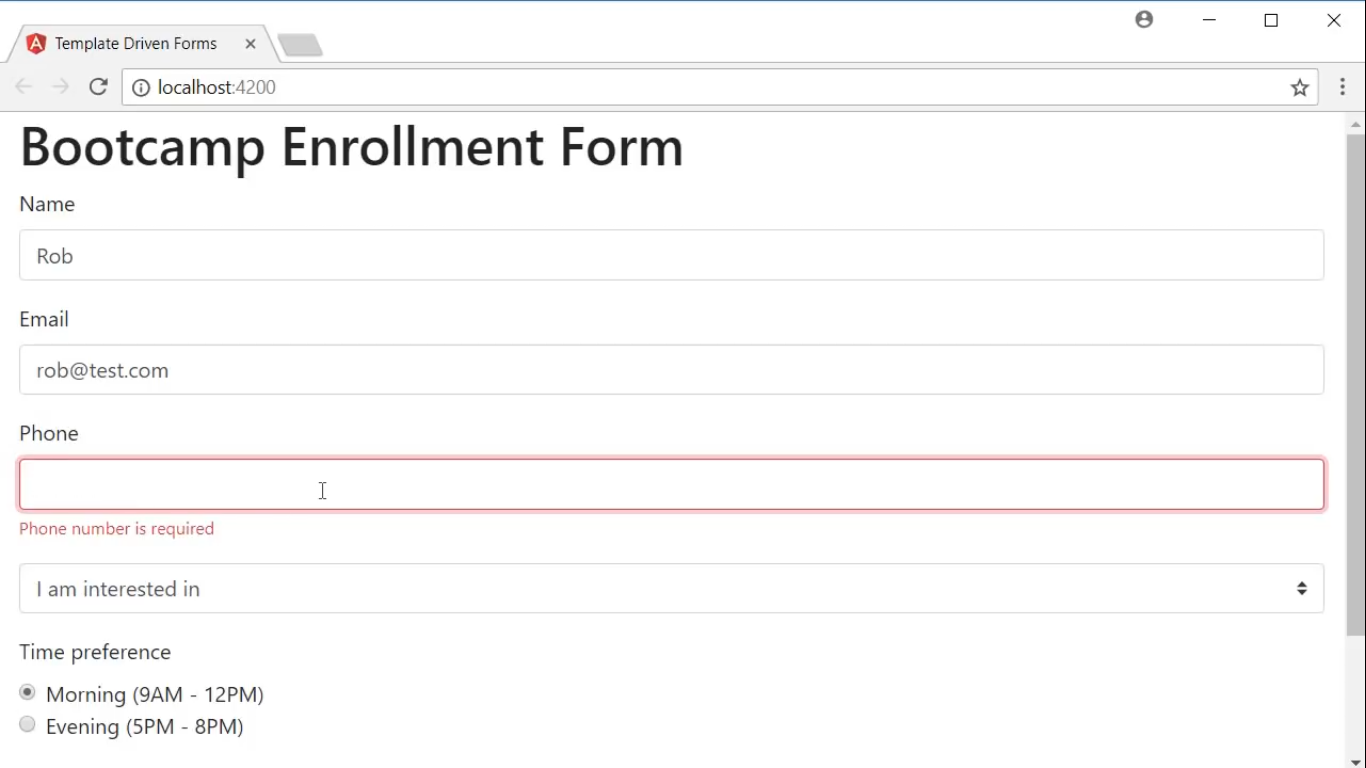 Template Driven Forms
localhost:4200
Bootcamp Enrollment Form
Name
Rob
Email
rob@test.com
Phone
Phone number is required
I am interested in
Time preference
Morning (9AM - 12PM)
Evening (5PM - 8PM)